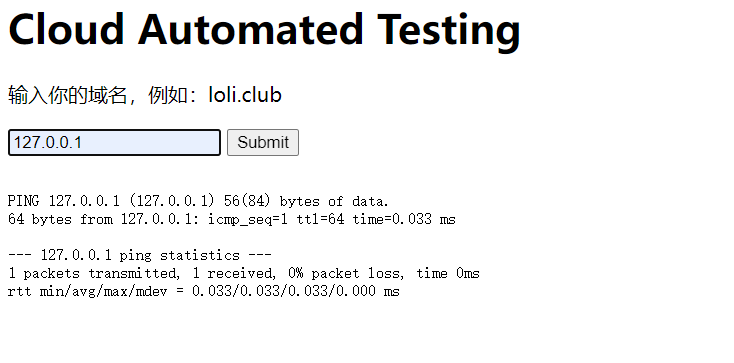 Cloud Automated Testing
输入你的域名，例如：loli.club
127.0.0.1 Submit
PING 127.0.0.1 (127.0.0.1) 56(84) bytes of data.
64 bytes from 127.0.0.1: icmp_seq=1 ttl=64 time=0.033 ms
--- 127.0.0.1 ping statistics ---
1 packets transmitted, 1 received, 0% packet loss, time 0ms
rtt min/avg/max/mdev = 0.033/0.033/0.033/0.000 ms